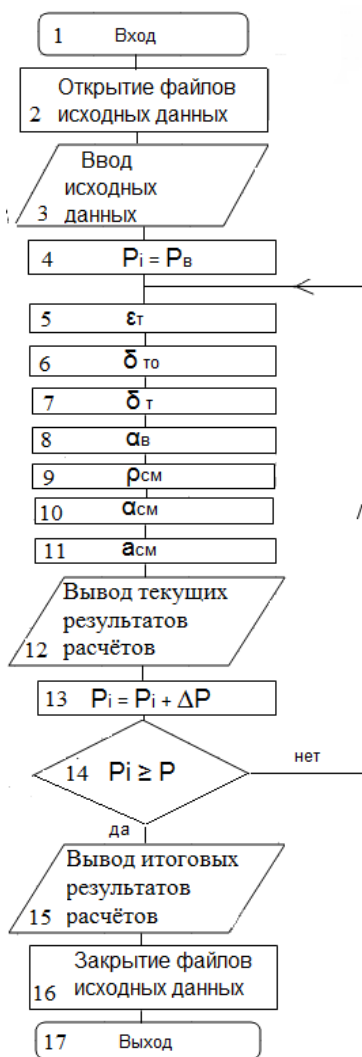 1 Вход
Открытие файлов
2 исходных данных
Ввод
исходных
3 данных
4 Pi = Pв
5 εт
6 δ то
7 δ т
8 αв
9 ρсм
10 αсм
11 aсм
Вывод текущих
результатов
12 расчётов
13 Pi = Pi + ΔP
14 Pi ≥ P
нет
да
Вывод итоговых
результатов
15 расчётов
Закрытие файлов
16 исходных данных
17 Выход